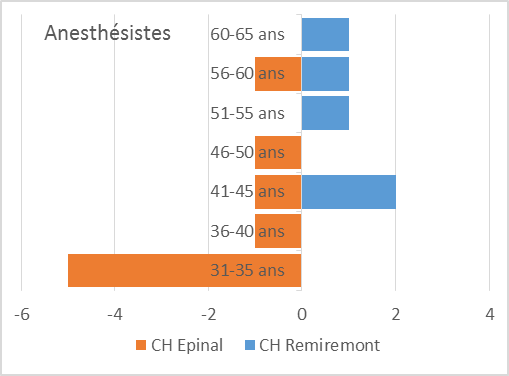 Anesthésistes
60-65 ans
56-60 ans
51-55 ans
46-50 ans
41-45 ans
36-40 ans
31-35 ans
-6 -4 -2 0 2 4
CH Epinal CH Remiremont